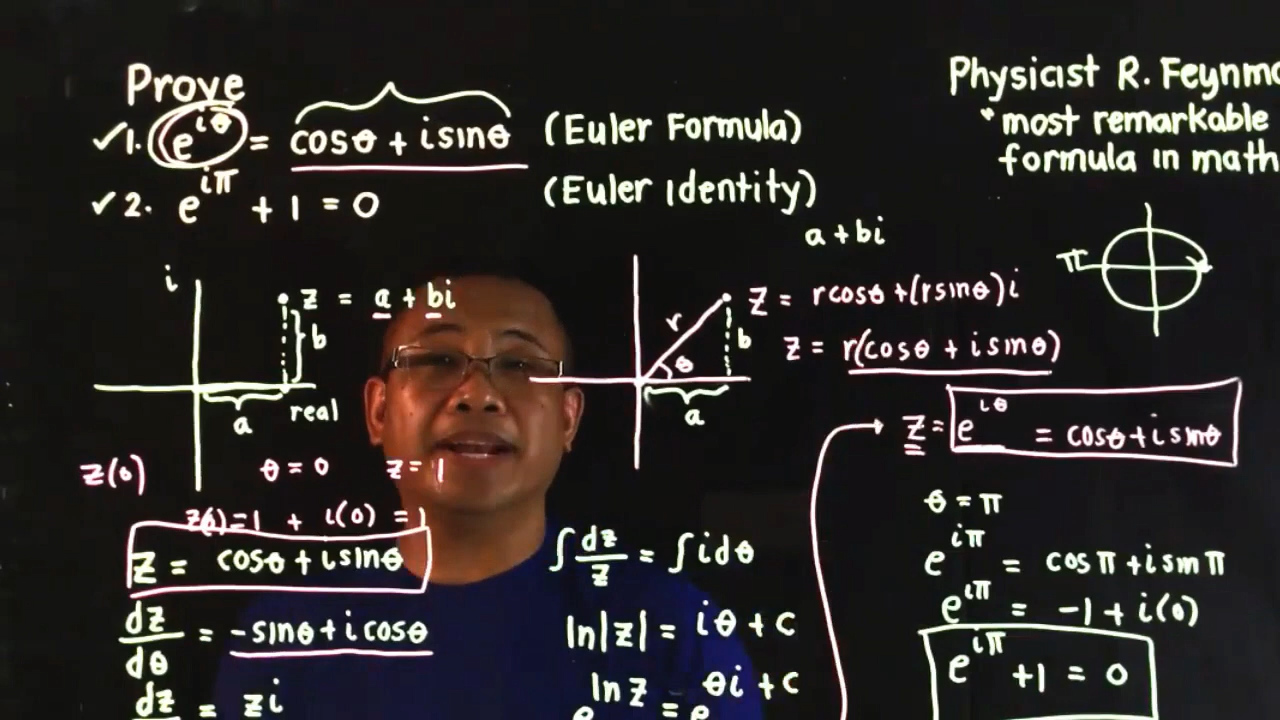 Prove
✓1. e^{iθ} = cosθ + isinθ (Euler Formula)
✓2. e^{iπ} + 1 = 0 (Euler Identity)
Physicist R. Feynma
*most remarkable
formula in math
a + bi
π
i
z = a + bi
b
a
real
r
θ
b
a
z = rcosθ + (rsinθ)i
z = r(cosθ + isinθ)
z = e^{iθ} = cosθ + isinθ
z(0) θ = 0 z = 1
z(0) = 1 + i(0) = 1
z = cosθ + isinθ
dz/dθ = -sinθ + icosθ
dz = zi
∫dz/z = ∫idθ
ln|z| = iθ + c
ln z = θi + c
e = e
θ = π
e^{iπ} = cosπ + isinπ
e^{iπ} = -1 + i(0)
e^{iπ} + 1 = 0